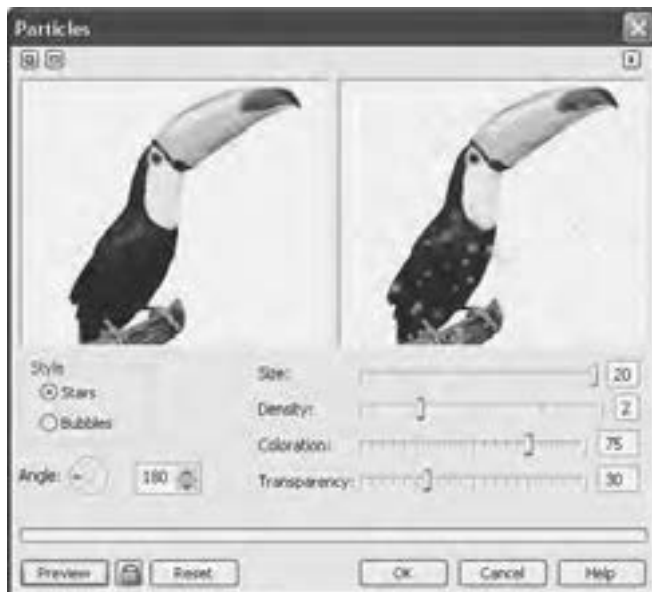 Particles
Style
Stars
Bubbles
Angle: 180
Size: 20
Density: 2
Coloration: 75
Transparency: 30
Preview Reset OK Cancel Help